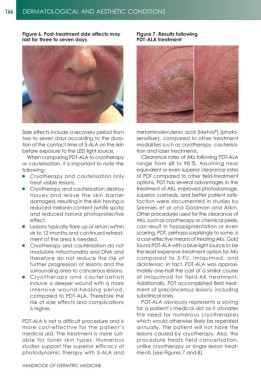 166 DERMATOLOGICAL AND AESTHETIC CONDITIONS
Figure 6. Post-treatment side effects may
last for three to seven days
Side effects include a recovery period from
two to seven days according to the dura-
tion of the contact time of 5-ALA on the skin
before exposure to the LED light source.
When comparing PDT-ALA to cryotherapy
or cauterisation, it is important to note the
following:
Cryotherapy and cauterisation only
treat visible lesions.
Cryotherapy and cauterisation destroy
tissues and leave the skin barrier
damaged, resulting in the skin having a
reduced melanin content (white spots)
and reduced natural photoprotective
effect.
Lesions typically flare up or return within
six to 12 months and continued retreat-
ment of the area is needed.
Cryotherapy and cauterisation do not
modulate intramelanotic and DNA and
therefore do not reduce the risk of
further progression of lesions and the
surrounding area to cancerous lesions.
Cryotherapy and cauterisation
induce a deeper wound with a more
intensive wound-healing period,
compared to PDT-ALA. Therefore the
risk of side effects and complications
is higher.
PDT-ALA is not a difficult procedure and is
more cost-effective for the patient's
medical aid. The treatment is more suit-
able for fairer skin types. Numerous
studies support the superior efficacy of
photodynamic therapy with 5-ALA and
Figure 7. Results following
PDT-ALA treatment
metaminolevulenic acid (Metvix®) (photo-
sensitiser), compared to other treatment
modalities such as cryotherapy, cauterisa-
tion and laser treatments.
Clearance rates of AKs following PDT-ALA
range from 68 to 98 %. Assuming near
equivalent or even superior clearance rates
of PDT compared to other field-treatment
options, PDT has several advantages in the
treatment of AKs. Improved photodamage,
superior cosmesis, and better patient satis-
faction were documented in studies by
Szeimies et al and Goldman and Atkin.
Other procedures used for the clearance of
AKs, such as cryotherapy or chemical peels,
can result in hypopigmentation or even
scarring. PDT, perhaps surprisingly to some, is
a cost-effective means of treating AKs. Gold
found PDT-ALA with a blue light source to be
the least expensive treatment option for AKs
compared to 5-FU, imiquimod, and
diclofenac. In fact, PDT-ALA was approxi-
mately one-half the cost of a similar course
of imiquimod for field-AK treatment.
Additionally, PDT accomplished field treat-
ment of precancerous lesions, including
subclinical ones.
PDT-ALA obviously represents a saving
for a patient's medical aid as it obviates
the need for numerous cryotherapies
which would otherwise likely be repeated
annually. The patient will not have the
lesions caused by cryotherapy. Also, the
procedure treats field cancerisation,
unlike cryotherapy or single lesion treat-
ments (see Figures 7 and 8).
HANDBOOK OF DERMATRIC MEDICINE